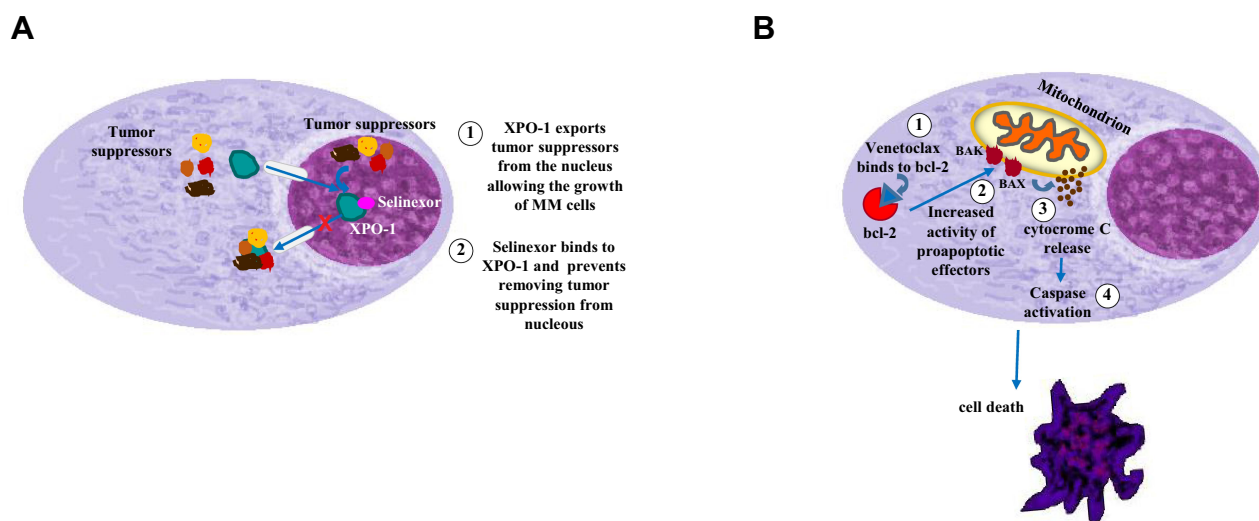 A
Tumor
suppressors
Tumor suppressors
Selinexor
XPO-1
1
XPO-1 exports
tumor suppressors
from the nucleus
allowing the growth
of MM cells
2
Selinexor binds to
XPO-1 and prevents
removing tumor
suppression from
nucleous
B
Mitochondrion
1
Venetoclax
binds to bcl-2
BAK
BAX
bcl-2
2
Increased
activity of
proapoptotic
effectors
3
cytocrome C
release
Caspase
activation
4
cell death